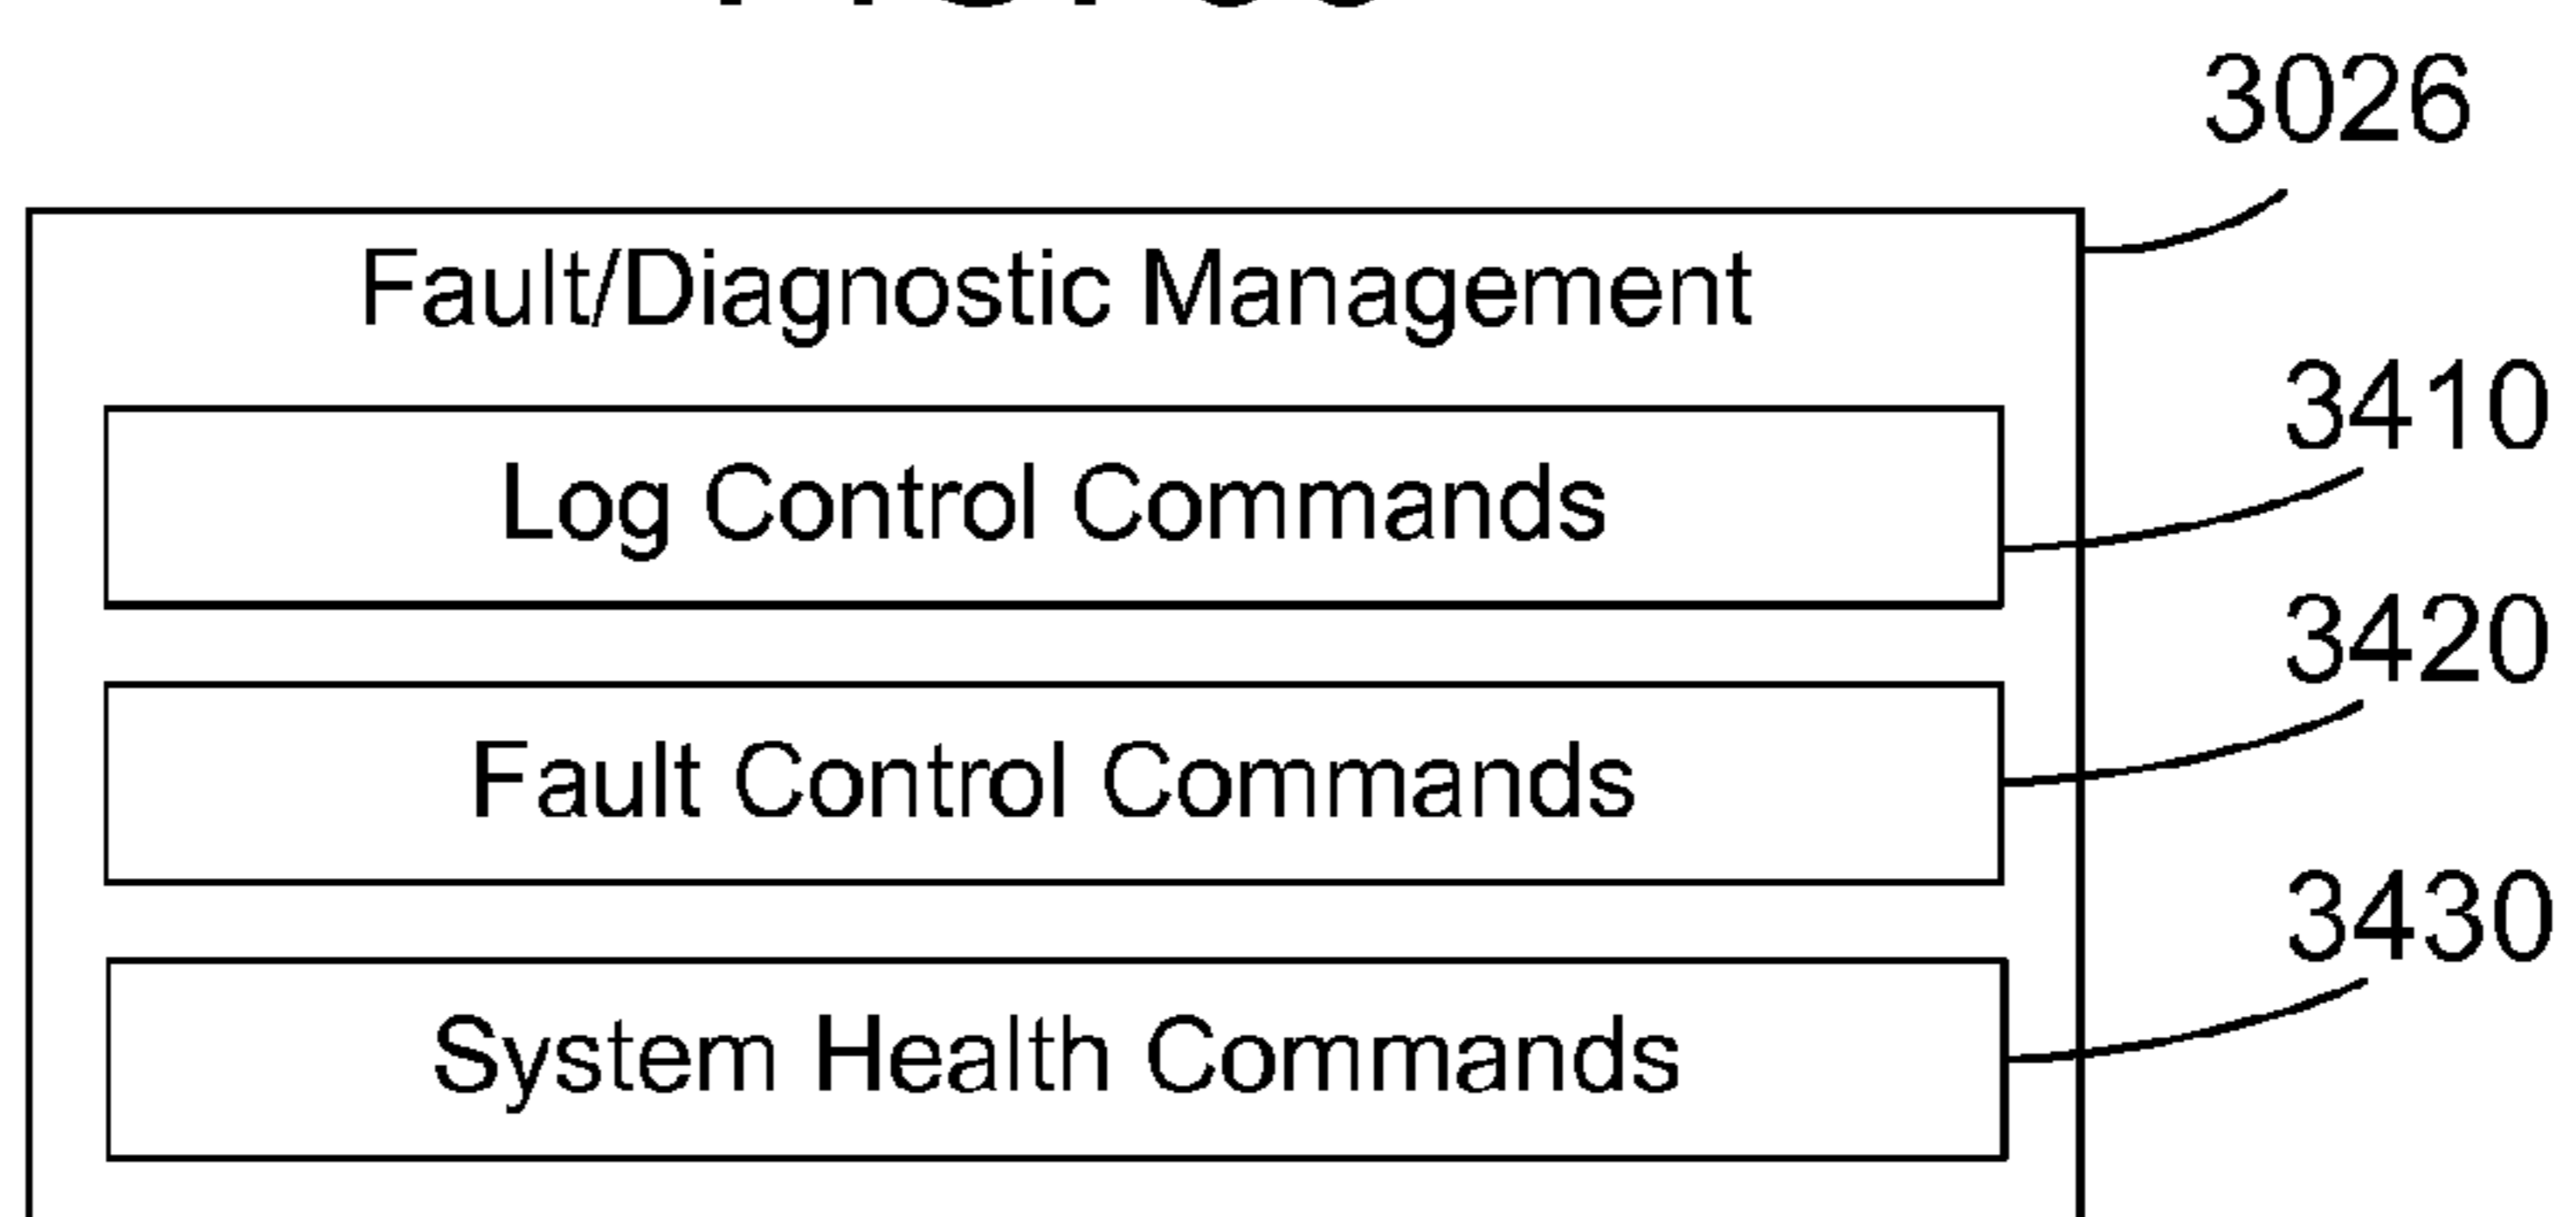 3026
Fault/Diagnostic Management
3410
Log Control Commands
3420
Fault Control Commands
3430
System Health Commands